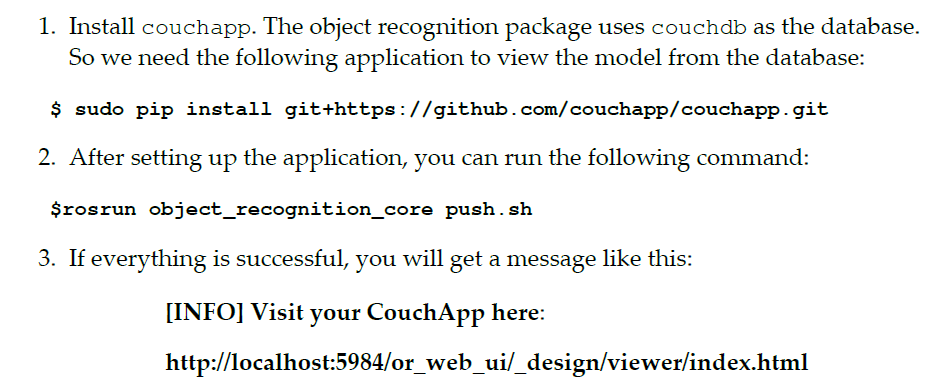 1. Install couchapp. The object recognition package uses couchdb as the database.
So we need the following application to view the model from the database:
$ sudo pip install git+https://github.com/couchapp/couchapp.git
2. After setting up the application, you can run the following command:
$rosrun object_recognition_core push.sh
3. If everything is successful, you will get a message like this:
[INFO] Visit your CouchApp here:
http://localhost:5984/or_web_ui/_design/viewer/index.html